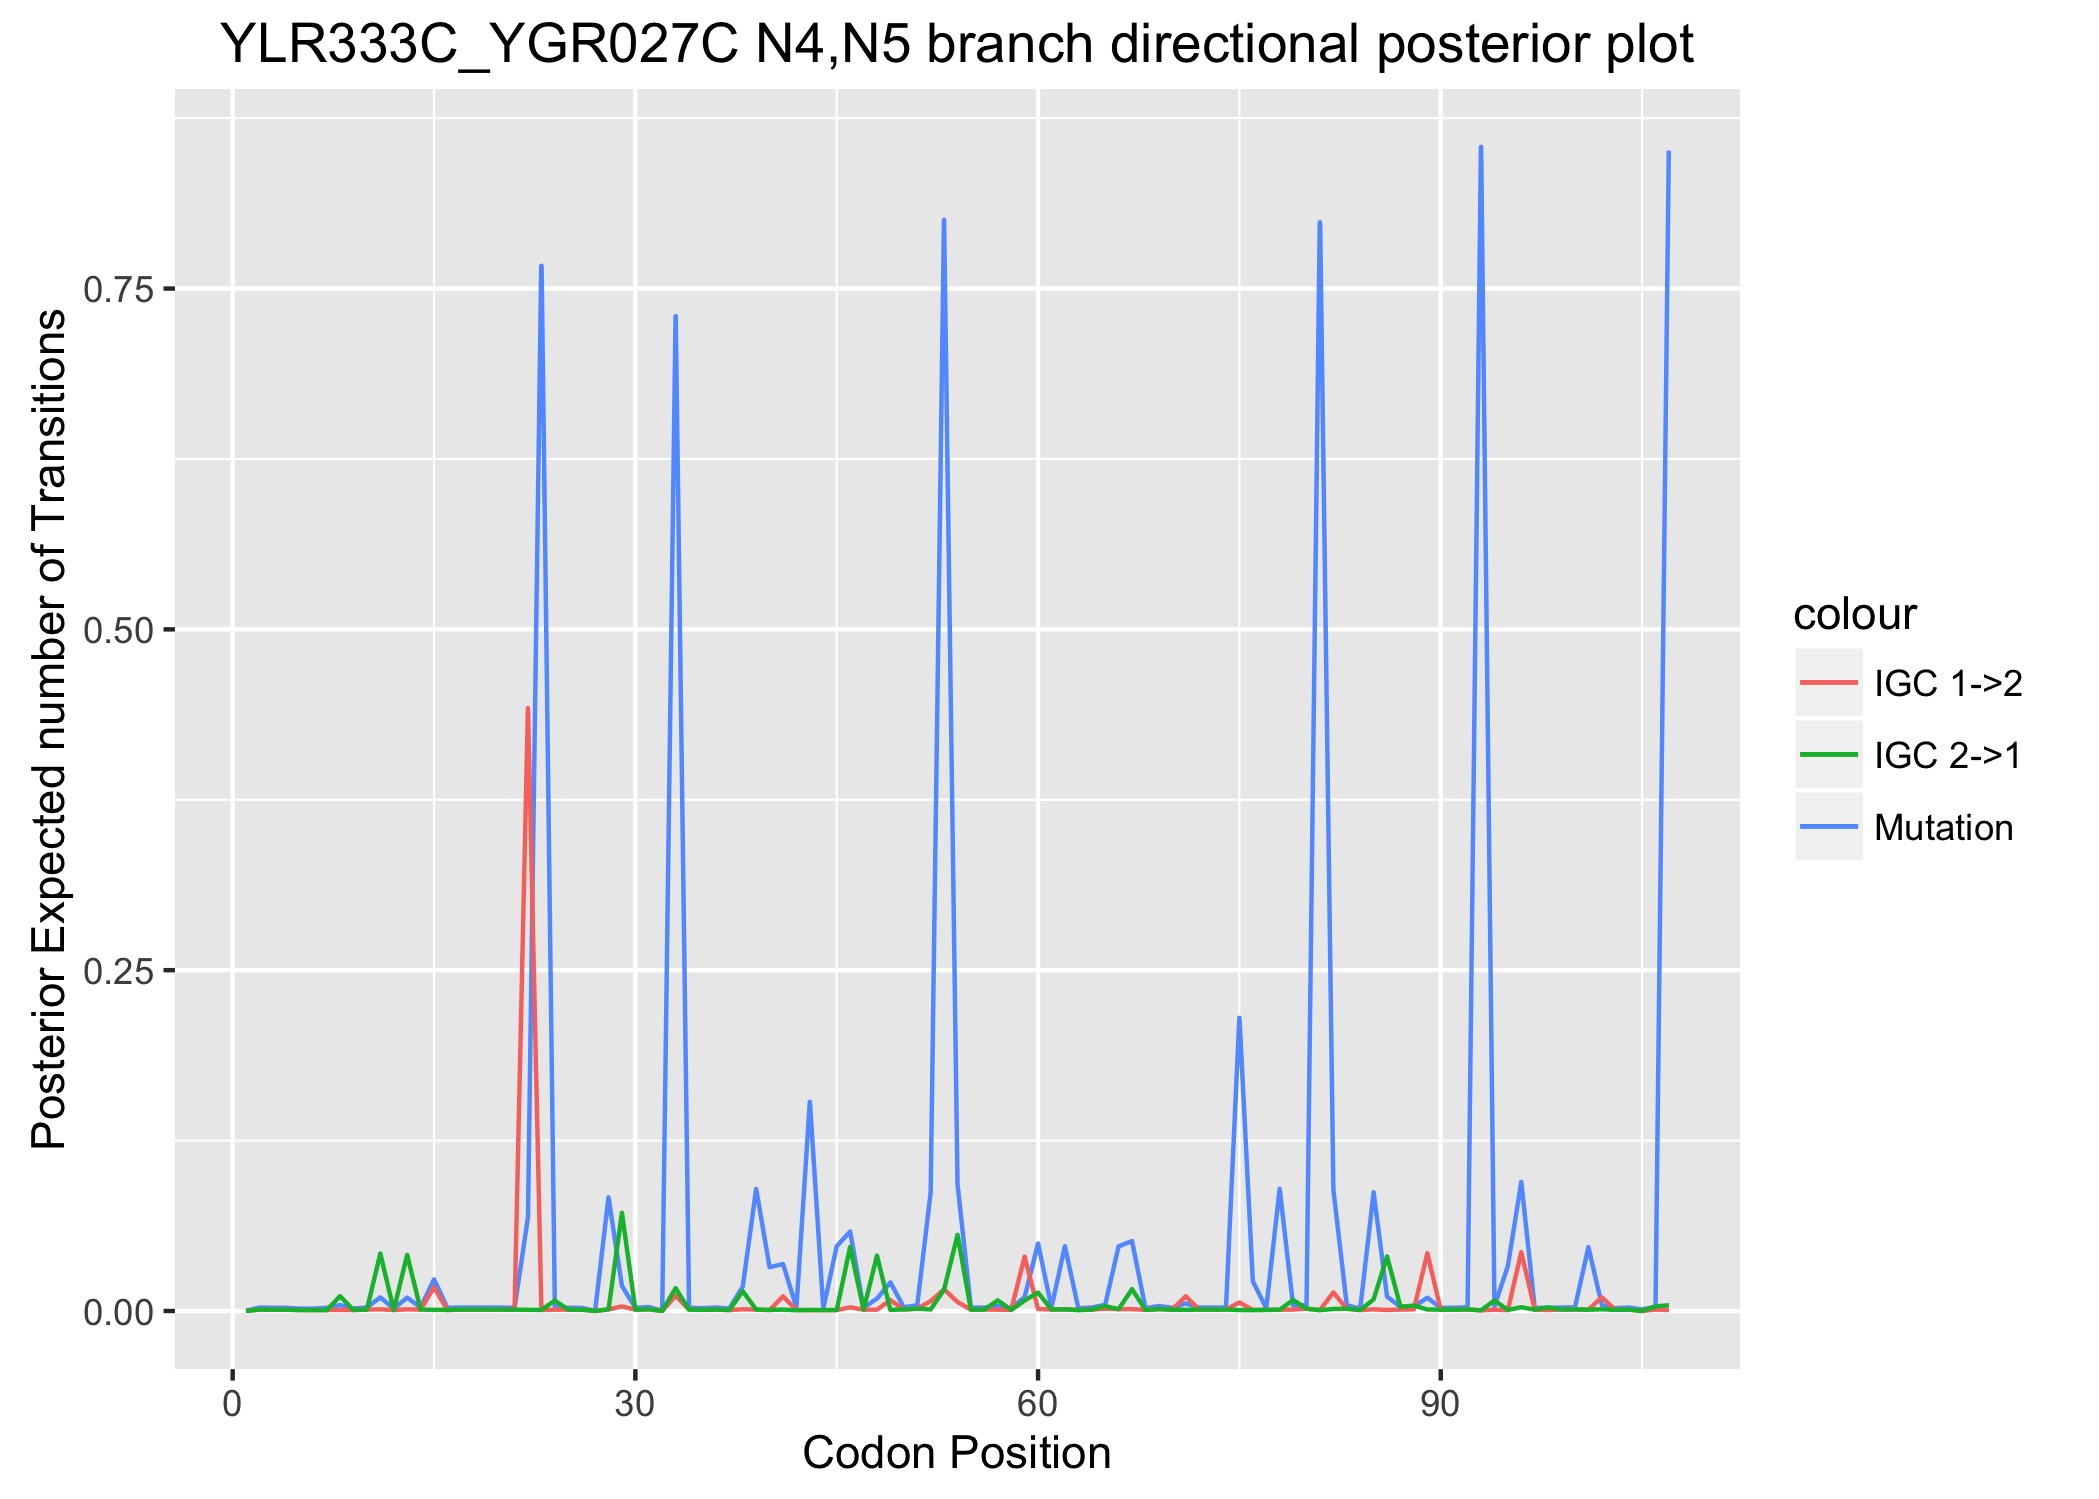 YLR333C_YGR027C N4,N5 branch directional posterior plot
Posterior Expected number of Transitions
0.75
0.50
0.25
0.00
0 30 60 90
Codon Position
colour
IGC 1->2
IGC 2->1
Mutation